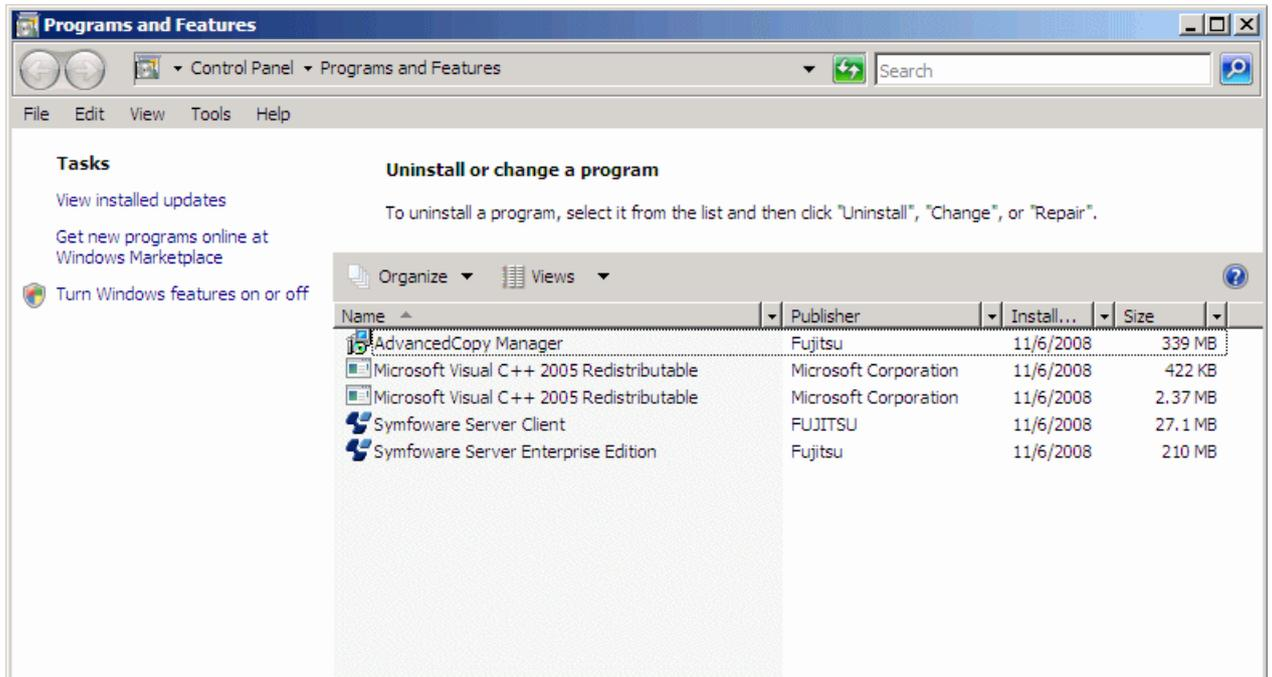 Programs and Features
Control Panel Programs and Features
Search
File Edit View Tools Help
Tasks
View installed updates
Get new programs online at
Windows Marketplace
Turn Windows features on or off
Uninstall or change a program
To uninstall a program, select it from the list and then click "Uninstall", "Change", or "Repair".
Organize Views
Name Publisher Install... Size
AdvancedCopy Manager Fujitsu 11/6/2008 339 MB
Microsoft Visual C++ 2005 Redistributable Microsoft Corporation 11/6/2008 422 KB
Microsoft Visual C++ 2005 Redistributable Microsoft Corporation 11/6/2008 2.37 MB
Symfoware Server Client FUJITSU 11/6/2008 27.1 MB
Symfoware Server Enterprise Edition Fujitsu 11/6/2008 210 MB